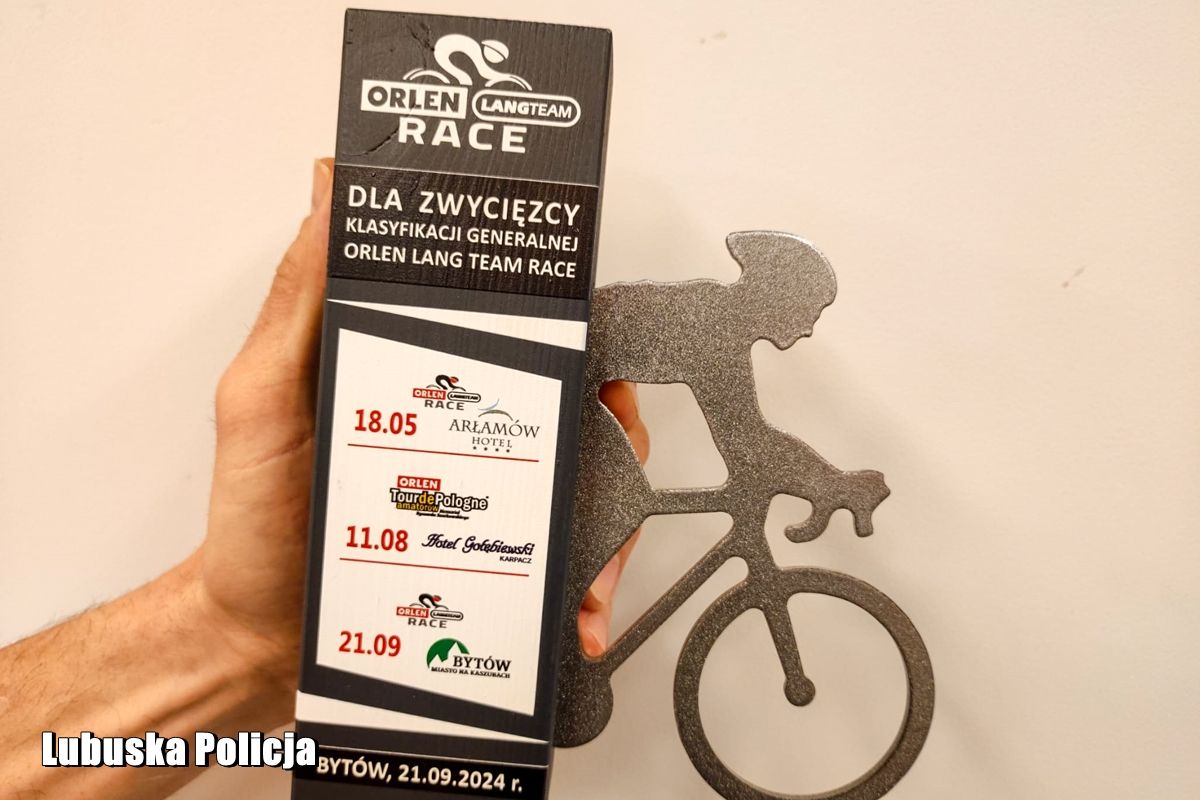 ORLEN LANGTEAM
RACE
DLA ZWYCIĘZCY
KLASYFIKACJI GENERALNEJ
ORLEN LANG TEAM RACE
ORLEN LANGTEAM
RACE
18.05
ARŁAMÓW
HOTEL
ORLEN
TourdePologne
amatorów
11.08
Hotel Gołębiewski
KARPACZ
ORLEN LANGTEAM
RACE
21.09
BYTÓW
MIASTO NA KASZUBACH
BYTÓW, 21.09.2024 r.
Lubuska Policja